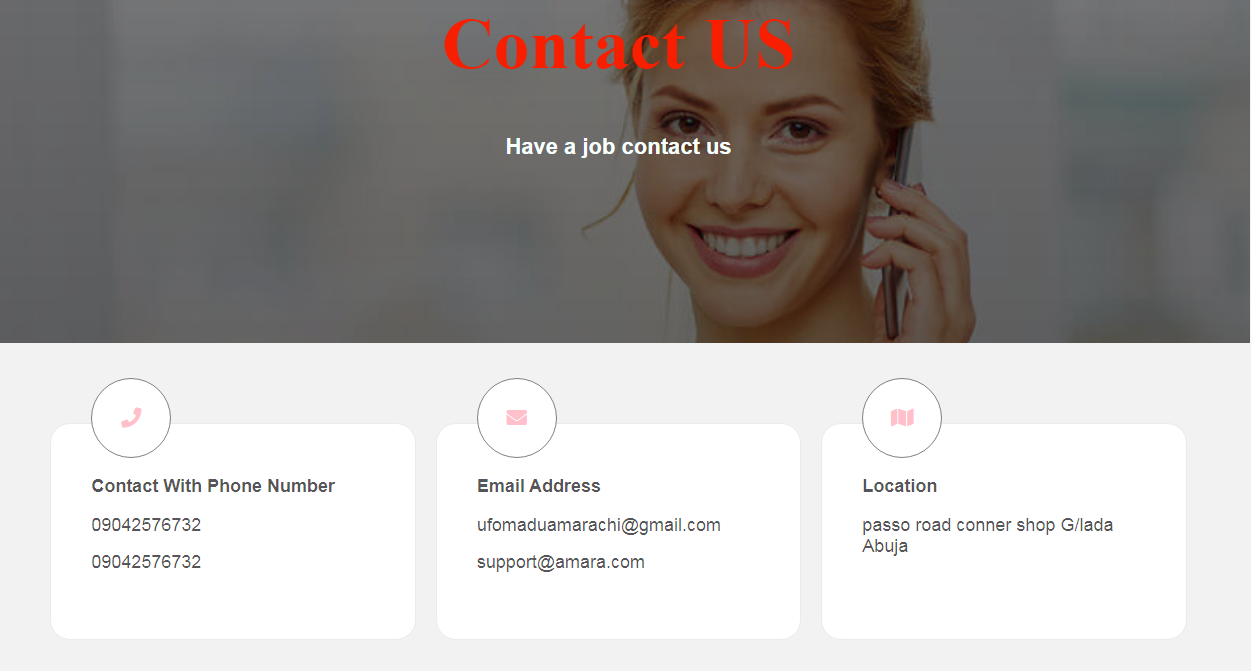 Contact US
Have a job contact us
Contact With Phone Number
09042576732
09042576732
Email Address
ufomaduamarachi@gmail.com
support@amara.com
Location
passo road conner shop G/lada
Abuja